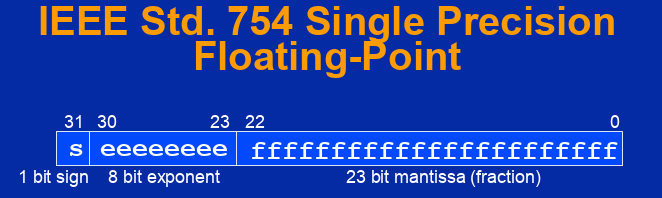 IEEE Std. 754 Single Precision
Floating-Point
31 30 23 22 0
s eeeeeeee fffffffffffffffffffffff
1 bit sign 8 bit exponent 23 bit mantissa (fraction)